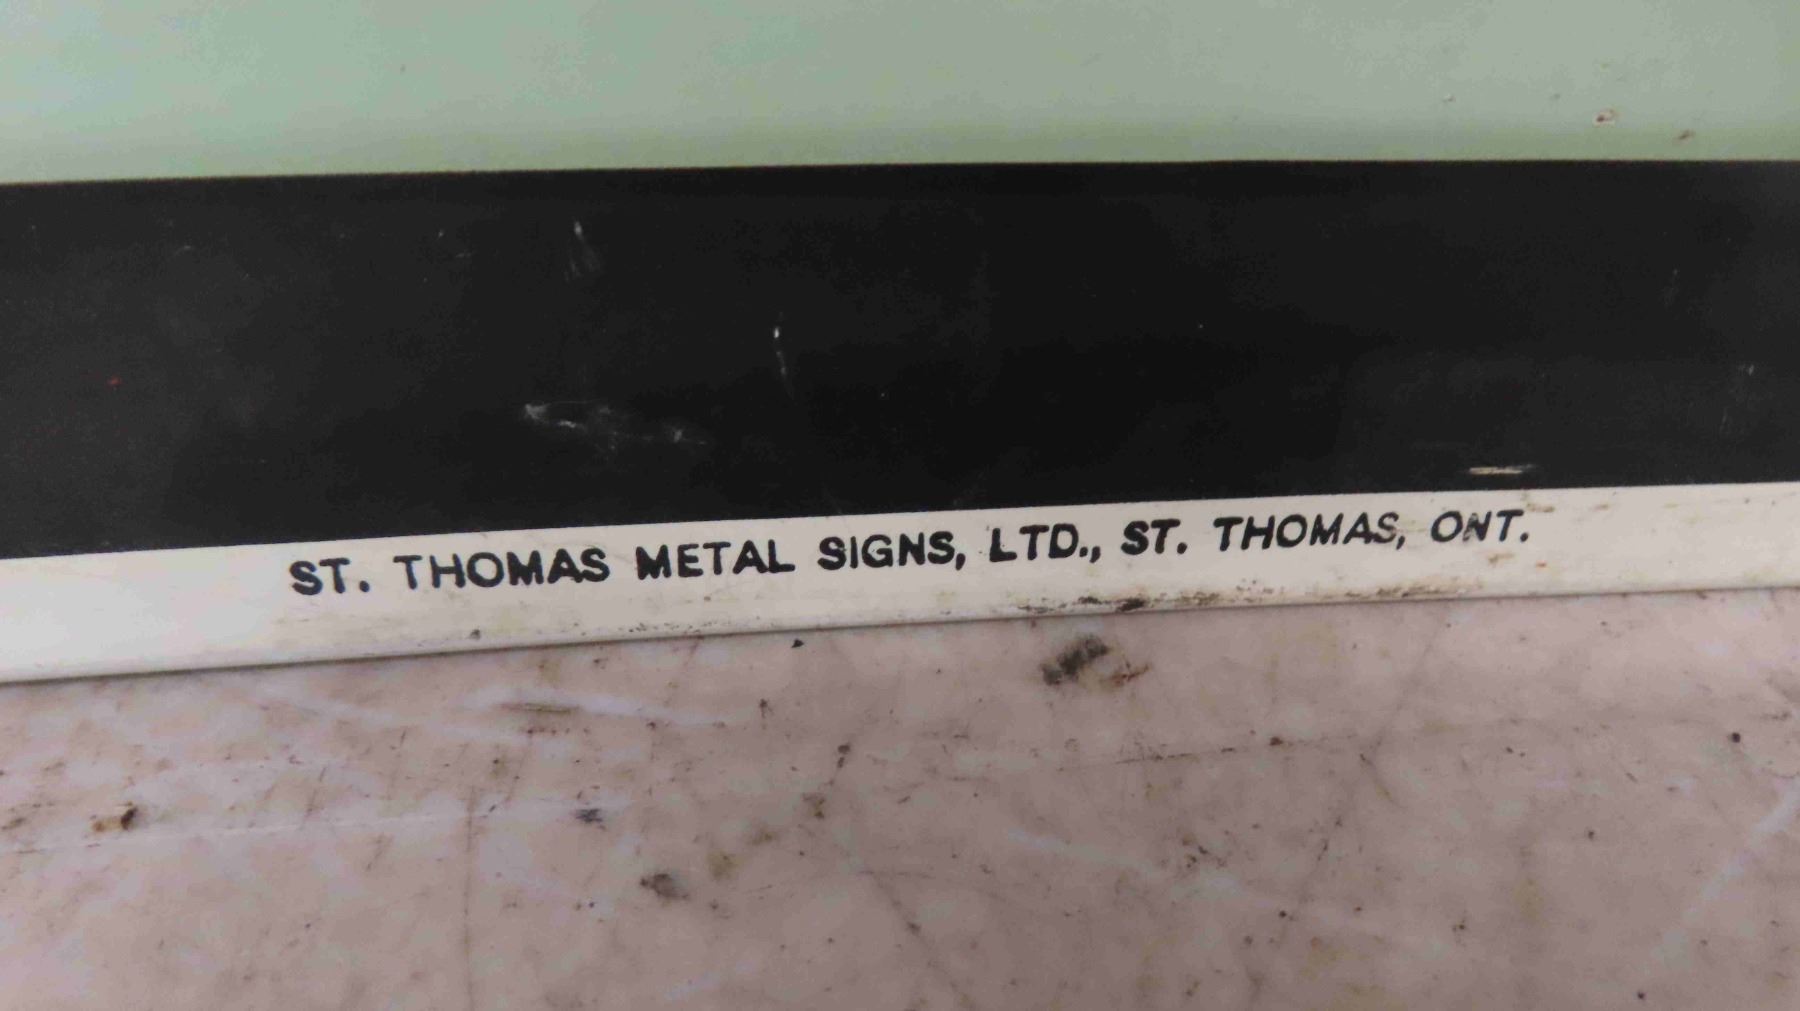 ST. THOMAS METAL SIGNS, LTD., ST. THOMAS, ONT.